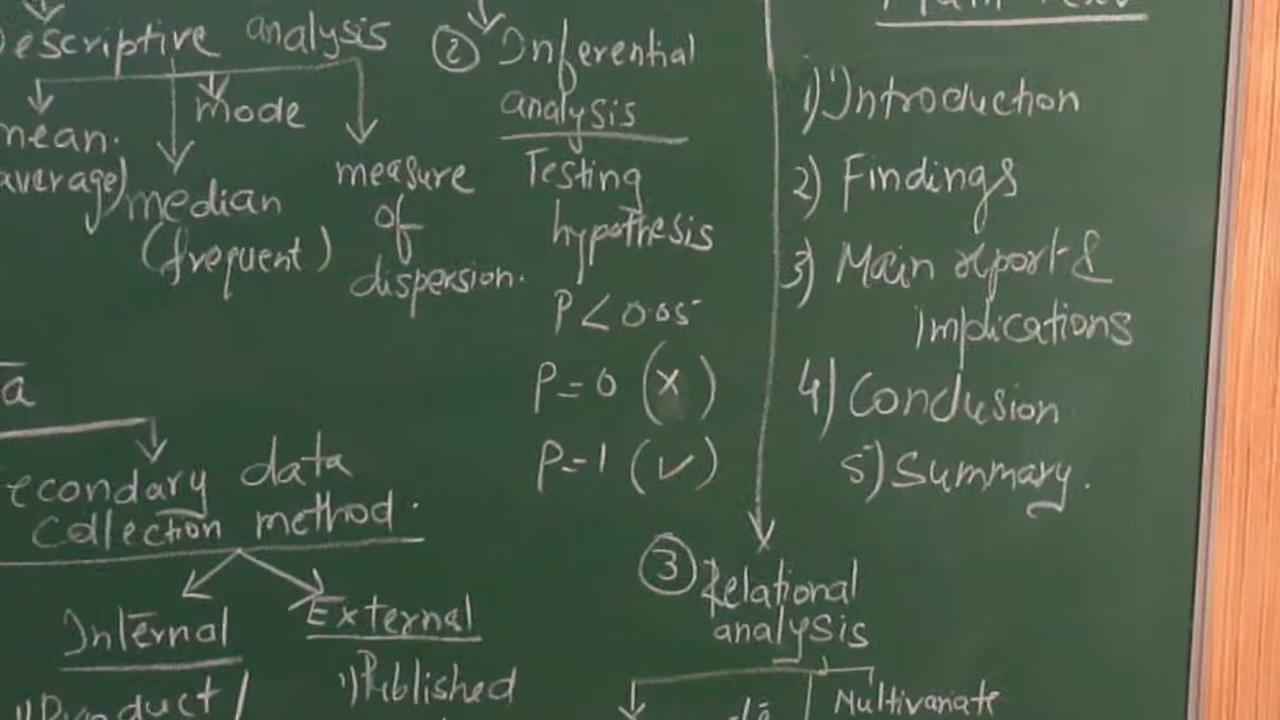 Descriptive analysis
mean.
(average)
median
(frequent)
mode
measure
of
dispersion.
② Inferential
analysis
Testing
hypothesis
P < 0.05
P = 0 (x)
P = 1 (✓)
1) Introduction
2) Findings
3) Main report &
Implications
4) Conclusion
5) Summary.
Secondary data
Collection method.
Internal
1) Product /
External
1) Published
③ Relational
analysis
Multivariate